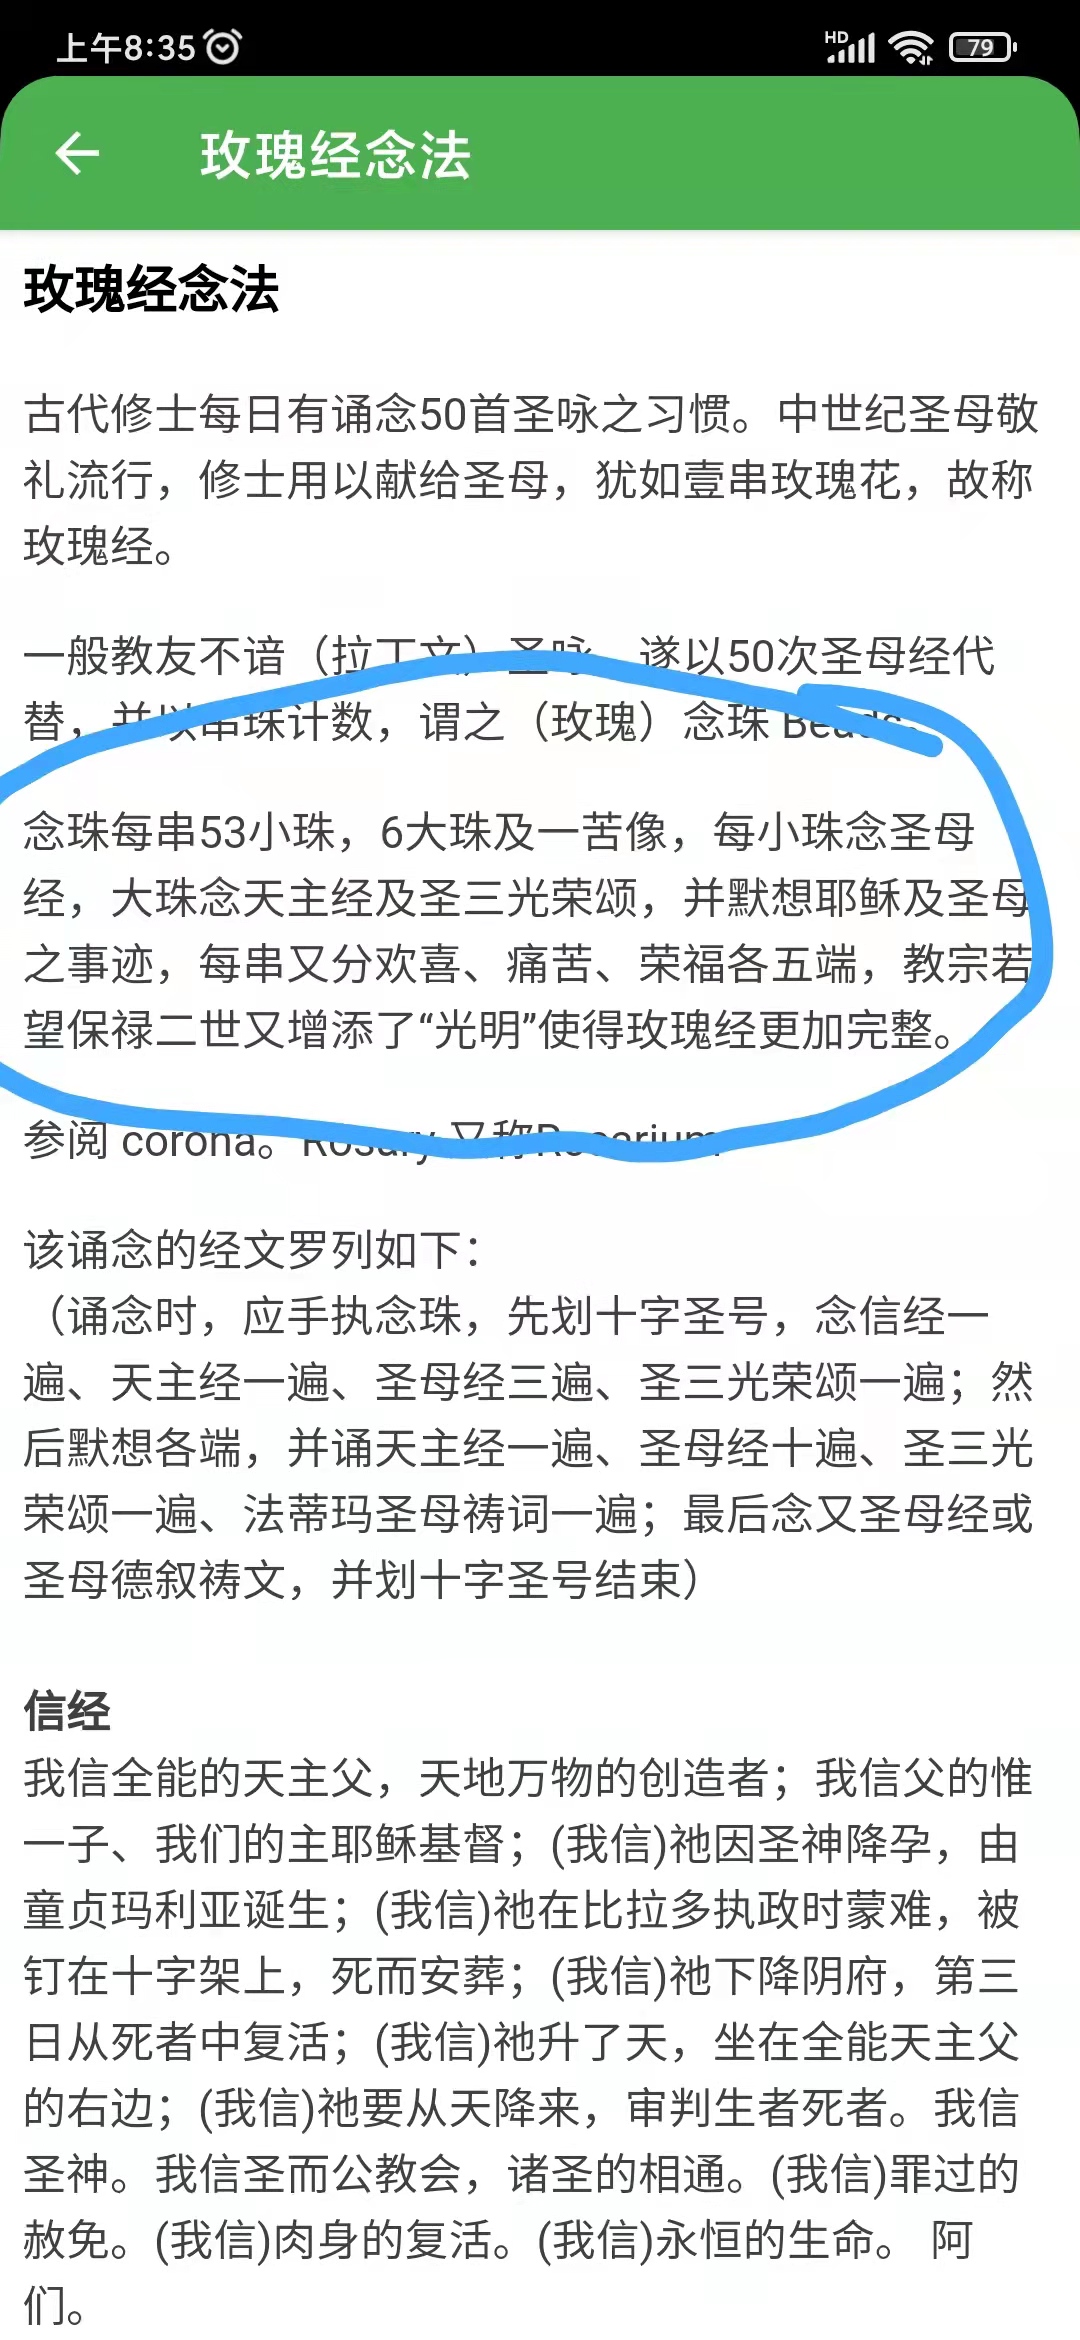 上午8:35
HD
79
玫瑰经念法
玫瑰经念法
古代修士每日有诵念50首圣咏之习惯。中世纪圣母敬
礼流行，修士用以献给圣母，犹如壹串玫瑰花，故称
玫瑰经。
一般教友不谙（拉丁文）圣咏，遂以50次圣母经代
替，并以串珠计数，谓之（玫瑰）念珠 Beads。
念珠每串53小珠，6大珠及一苦像，每小珠念圣母
经，大珠念天主经及圣三光荣颂，并默想耶稣及圣母
之事迹，每串又分欢喜、痛苦、荣福各五端，教宗若
望保禄二世又增添了“光明”使得玫瑰经更加完整。
参阅 corona。Rosary 又称Rosarium
该诵念的经文罗列如下：
（诵念时，应手执念珠，先划十字圣号，念信经一
遍、天主经一遍、圣母经三遍、圣三光荣颂一遍；然
后默想各端，并诵天主经一遍、圣母经十遍、圣三光
荣颂一遍、法蒂玛圣母祷词一遍；最后念又圣母经或
圣母德叙祷文，并划十字圣号结束）
信经
我信全能的天主父，天地万物的创造者；我信父的惟
一子、我们的主耶稣基督；(我信)祂因圣神降孕，由
童贞玛利亚诞生；(我信)祂在比拉多执政时蒙难，被
钉在十字架上，死而安葬；(我信)祂下降阴府，第三
日从死者中复活；(我信)祂升了天，坐在全能天主父
的右边；(我信)祂要从天降来，审判生者死者。我信
圣神。我信圣而公教会，诸圣的相通。(我信)罪过的
赦免。(我信)肉身的复活。(我信)永恒的生命。 阿
们。